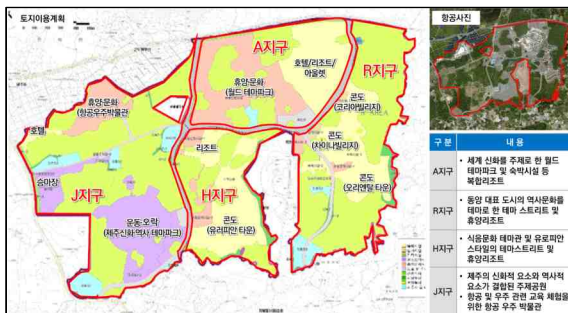 토지이용계획
항공사진
A지구
호텔/리조트/
아울렛
R지구
휴양·문화
(월드 테마파크)
휴양·문화
(항공우주박물관)
콘도
(코리아빌리지)
호텔
콘도
(차이나빌리지)
리조트
승마장
J지구
H지구
콘도
(오리엔탈 타운)
운동·오락
(제주신화·역사 테마파크)
콘도
(유러피안 타운)
구 분
내 용
A지구
• 세계 신화를 주제로 한 월드
테마파크 및 숙박시설 등
복합리조트
R지구
• 동양 대표 도시의 역사문화를
테마로 한 테마 스트리트 및
휴양리조트
H지구
• 식음문화 테마관 및 유로피안
스타일의 테마스트리트 및
휴양리조트
J지구
• 제주의 신화적 요소와 역사적
요소가 결합된 주제공원
• 항공 및 우주 관련 교육 체험을
위한 항공 우주 박물관